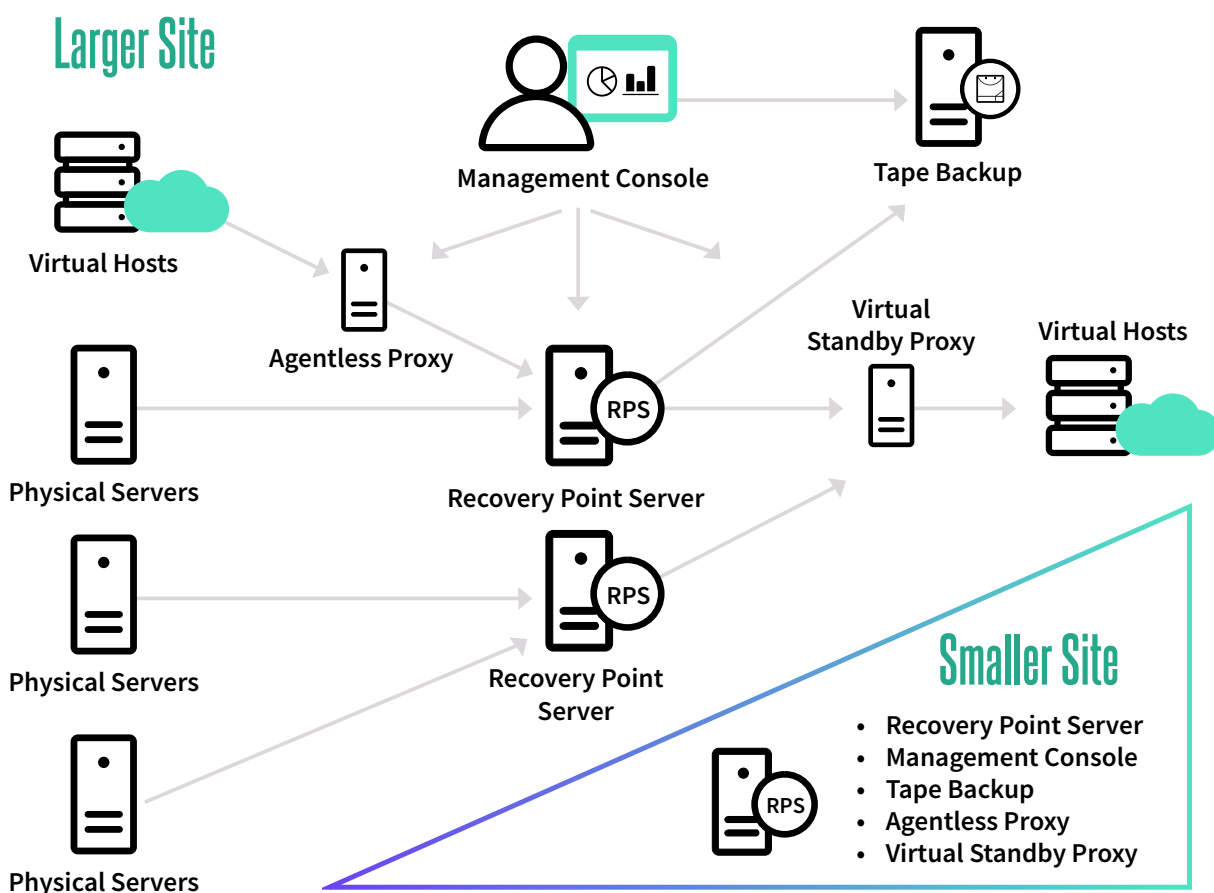 Larger Site
Management Console
Tape Backup
Virtual Hosts
Agentless Proxy
Virtual
Standby Proxy
Virtual Hosts
RPS
Physical Servers
Recovery Point Server
RPS
Physical Servers
Recovery Point
Server
Smaller Site
• Recovery Point Server
• Management Console
• Tape Backup
• Agentless Proxy
• Virtual Standby Proxy
RPS
Physical Servers